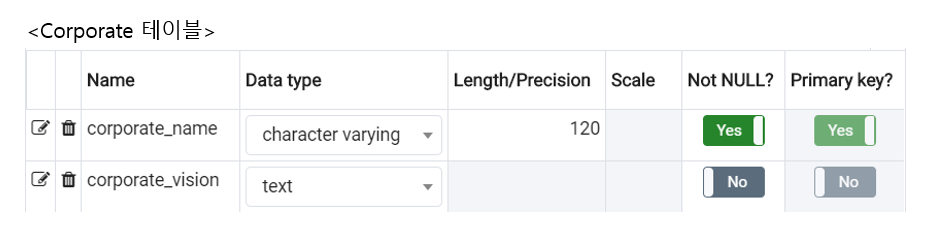 <Corporate 테이블>
Name Data type Length/Precision Scale Not NULL? Primary key?
corporate_name character varying 120 Yes Yes
corporate_vision text No No